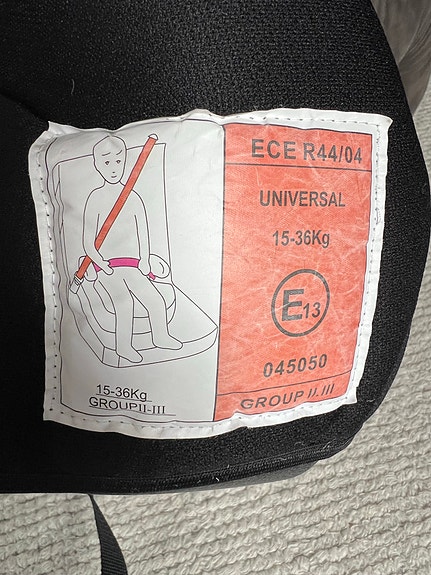 15-36Kg
GROUPII-III
ECE R44/04
UNIVERSAL
15-36Kg
E13
045050
GROUP II.III